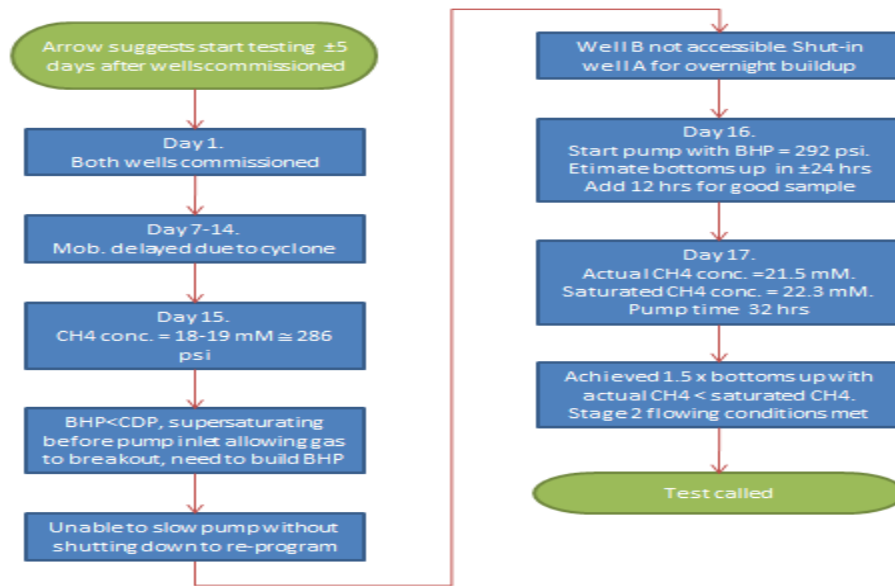 Arrow suggests start testing ±5
days after wells commissioned
Day 1.
Both wells commissioned
Day 7-14.
Mob. delayed due to cyclone
Day 15.
CH4 conc. = 18-19 mM ≅ 286
psi
BHP<CDP, supersaturating
before pump inlet allowing gas
to breakout, need to build BHP
Unable to slow pump without
shutting down to re-program
Well B not accessible. Shut-in
well A for overnight buildup
Day 16.
Start pump with BHP = 292 psi.
Etimate bottoms up in ±24 hrs
Add 12 hrs for good sample
Day 17.
Actual CH4 conc. =21.5 mM.
Saturated CH4 conc. = 22.3 mM.
Pump time 32 hrs
Achieved 1.5 x bottoms up with
actual CH4 < saturated CH4.
Stage 2 flowing conditions met
Test called